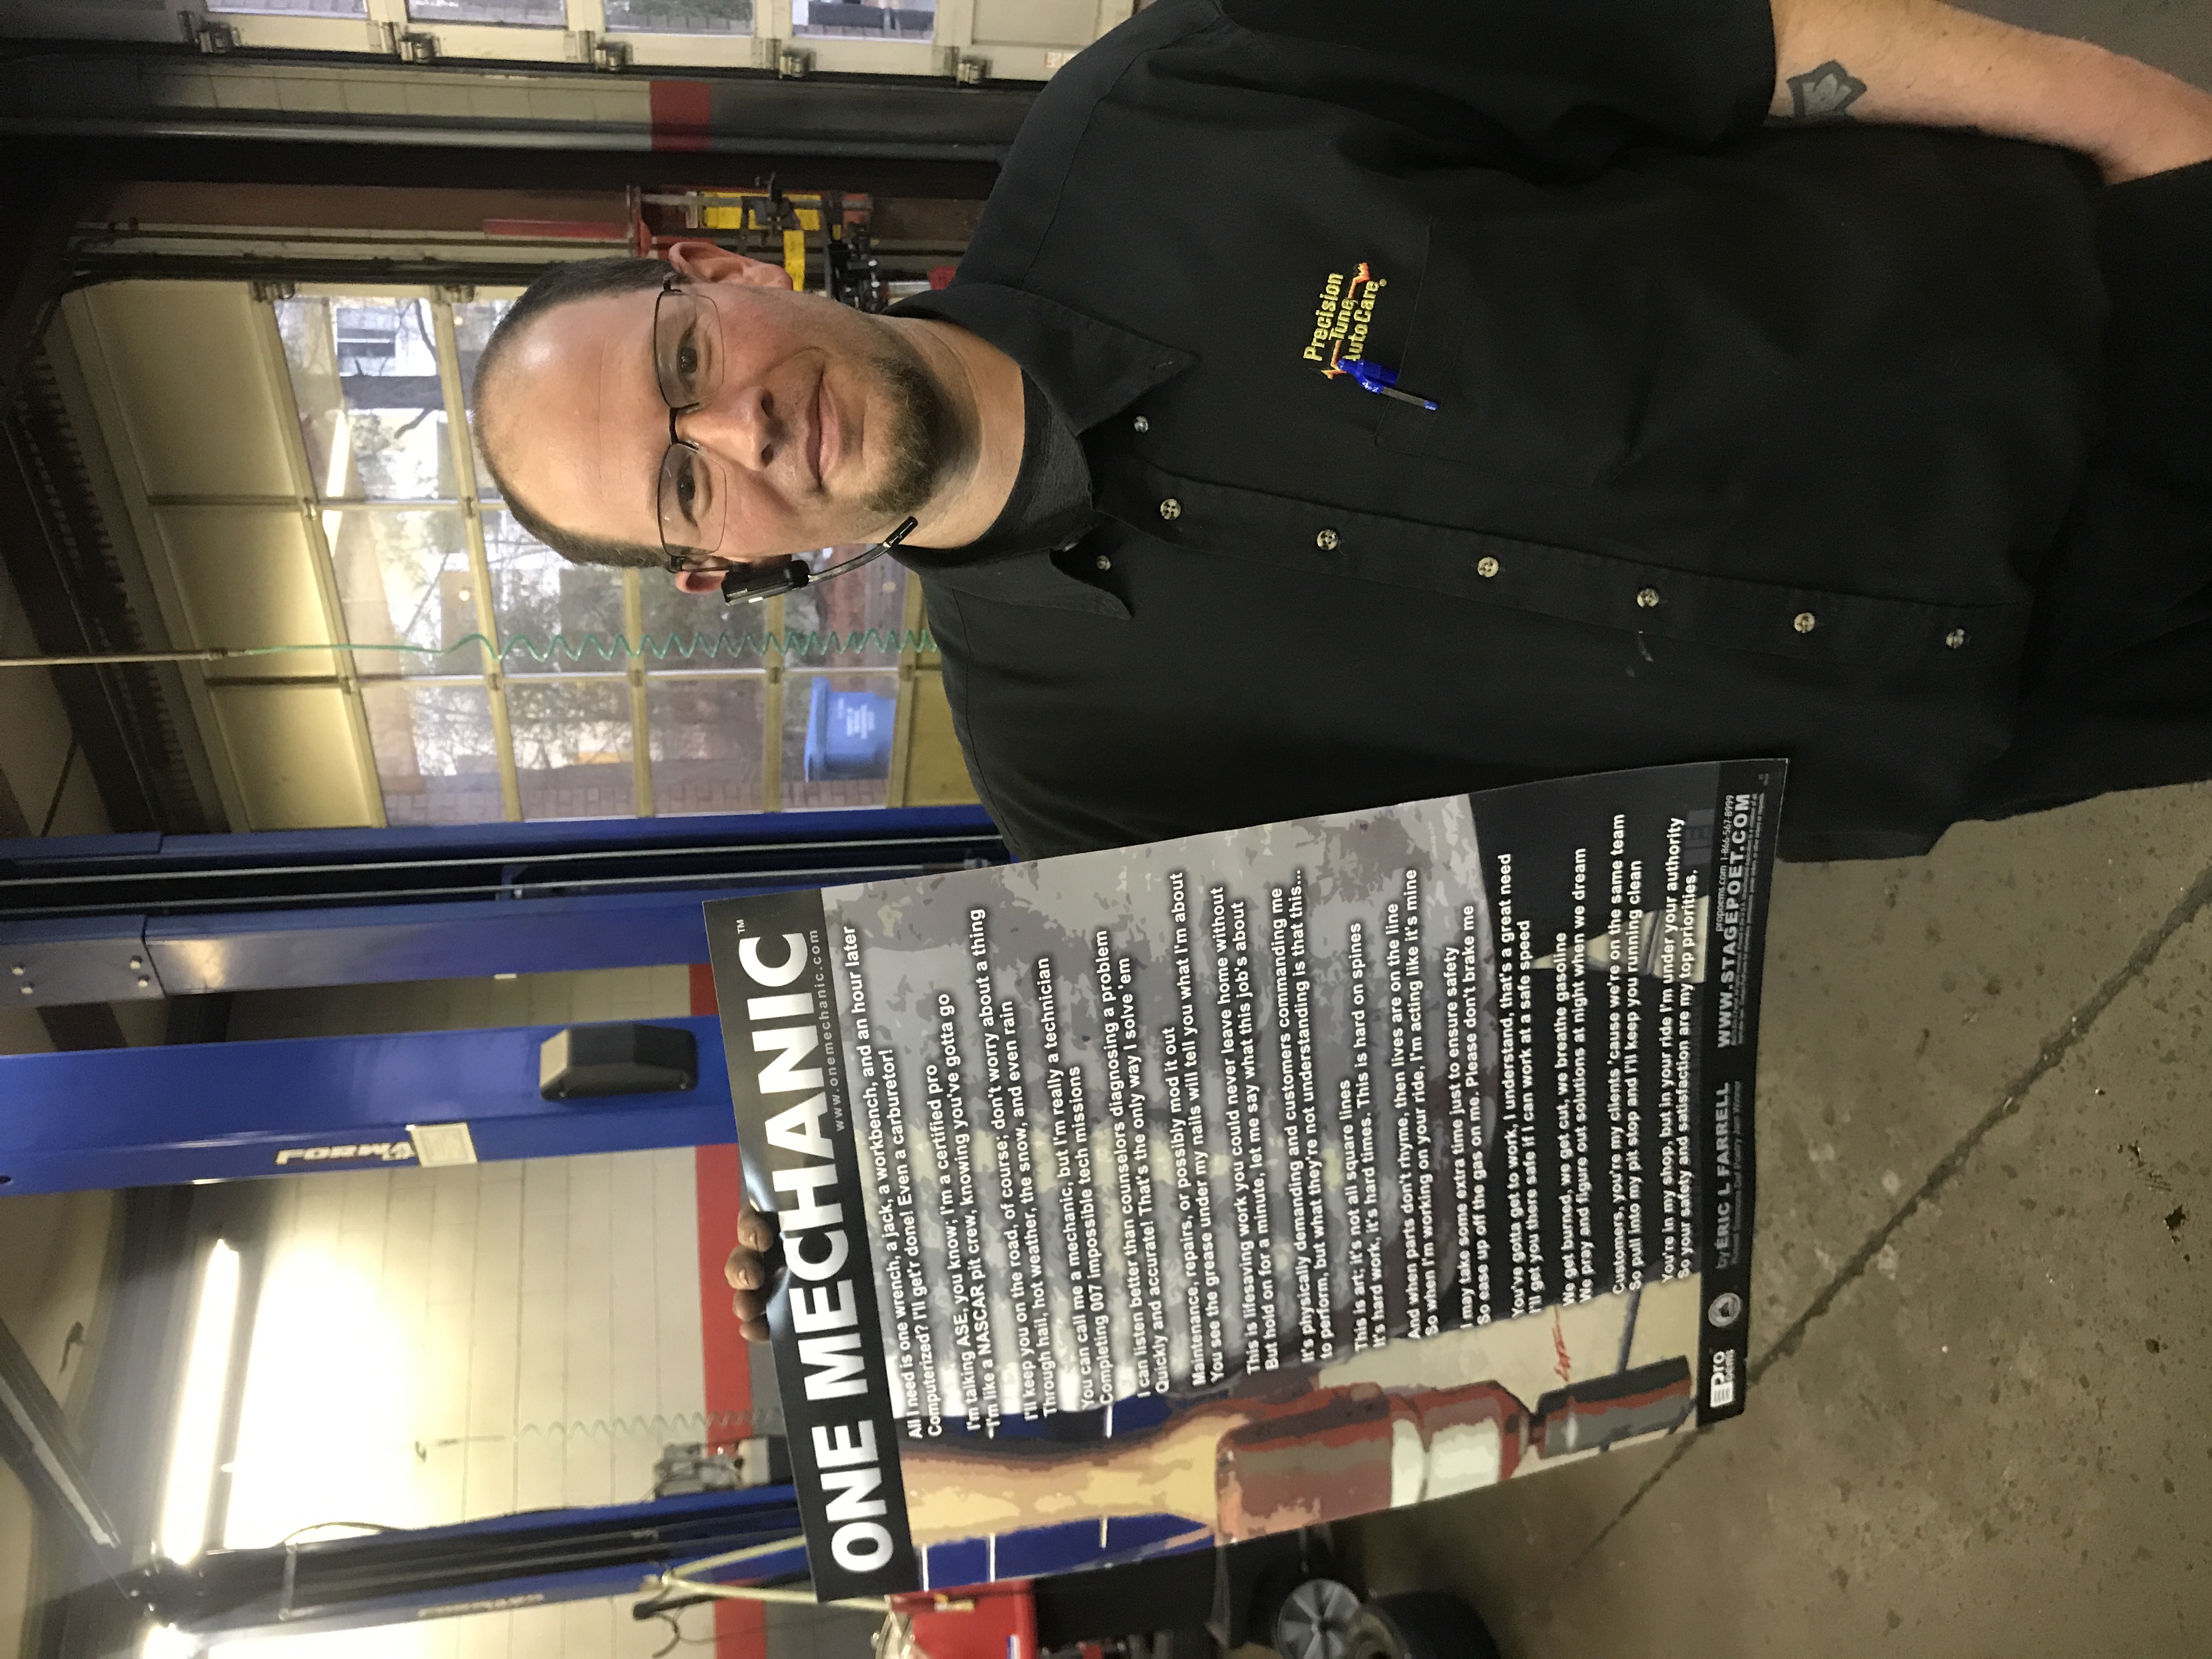 ONE MECHANIC™
www.onemechanic.com
All I need is one wrench, a jack, a workbench, and an hour later
Computerized? I'll get'r done! Even a carburetor!
I'm talking ASE, you know; I'm a certified pro
I'm like a NASCAR pit crew, knowing you've gotta go
I'll keep you on the road, of course; don't worry about a thing
Through hail, hot weather, the snow, and even rain
You can call me a mechanic, but I'm really a technician
Completing 007 impossible tech missions
I can listen better than counselors diagnosing a problem
Quickly and accurate! That's the only way I solve 'em
Maintenance, repairs, or possibly mod it out
You see the grease under my nails will tell you what I'm about
This is lifesaving work you could never leave home without
But hold on for a minute, let me say what this job's about
It's physically demanding and customers commanding me
to perform, but what they're not understanding is that this...
This is art; it's not all square lines
It's hard work, it's hard times. This is hard on spines
And when parts don't rhyme, then lives are on the line
So when I'm working on your ride, I'm acting like it's mine
I may take some extra time just to ensure safety
So ease up off the gas on me. Please don't brake me
You've gotta get to work, I understand, that's a great need
I'll get you there safe if I can work at a safe speed
We get burned, we get cut, we breathe gasoline
We pray and figure out solutions at night when we dream
Customers, you're my clients 'cause we're on the same team
So pull into my pit stop and I'll keep you running clean
You're in my shop, but in your ride I'm under your authority
So your safety and satisfaction are my top priorities.
Pro
POEMS
by ERIC L FARRELL
propoems.com 1-866-567-8999
WWW.STAGEPOET.COM
Precision
Tune
AutoCare®